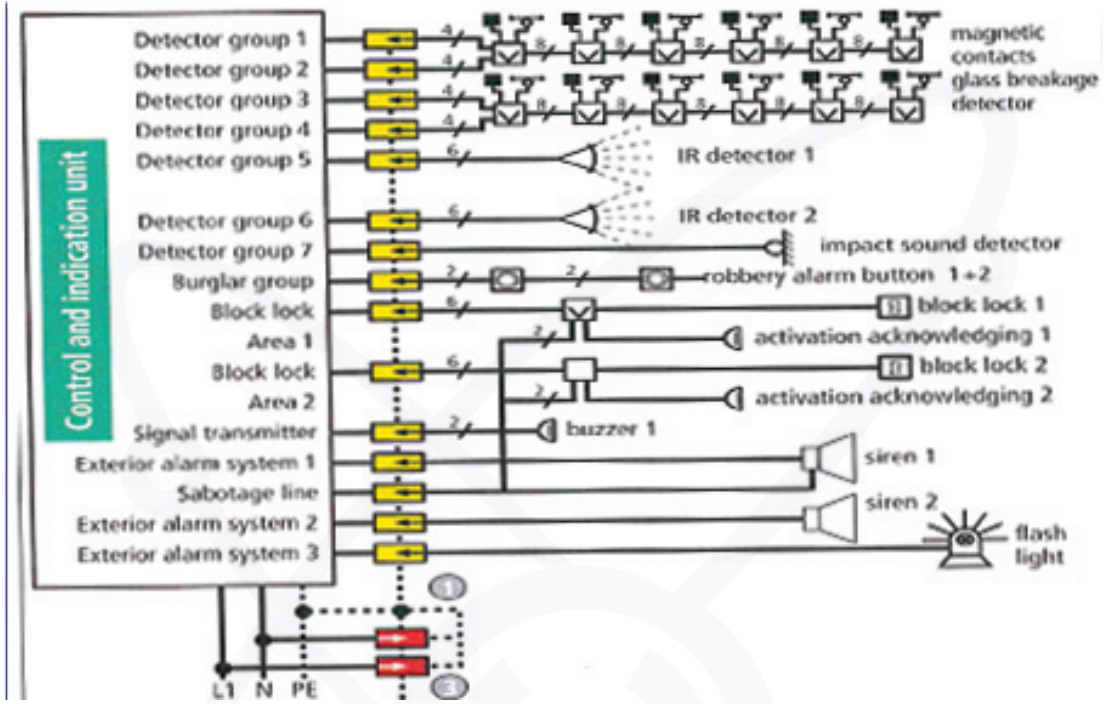 Control and indication unit
Detector group 1
Detector group 2
Detector group 3
Detector group 4
Detector group 5
Detector group 6
Detector group 7
Burglar group
Block lock
Area 1
Block lock
Area 2
Signal transmitter
Exterior alarm system 1
Sabotage line
Exterior alarm system 2
Exterior alarm system 3
4
8 8 8 8 8
magnetic
contacts
4
4
8 8 8 8 8
glass breakage
detector
4
6
IR detector 1
6
IR detector 2
impact sound detector
2
2
robbery alarm button 1+2
6
block lock 1
2
activation acknowledging 1
6
block lock 2
2
activation acknowledging 2
2
buzzer 1
siren 1
siren 2
flash
light
1
3
L1 N PE